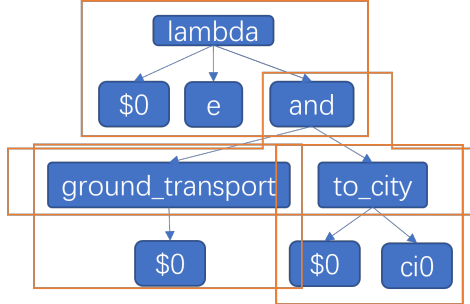 lambda
$0 e and
ground_transport to_city
$0 $0 ci0